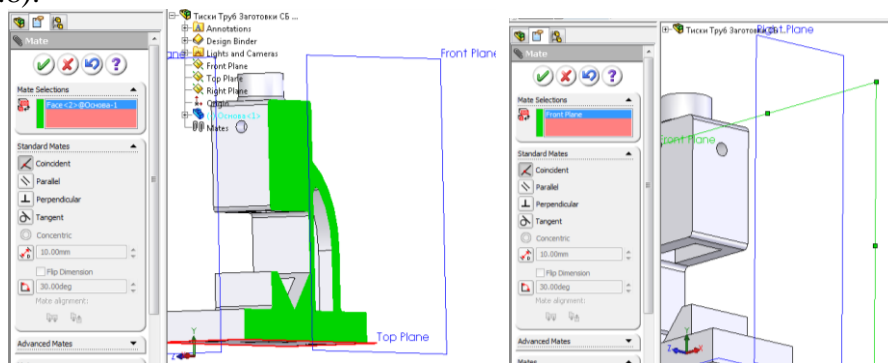 Mate
Mate Selections
Face<2>@Основа-1
Standard Mates
Coincident
Parallel
Perpendicular
Tangent
Concentric
10.00mm
Flip Dimension
30.00deg
Mate alignment:
Advanced Mates
Тиски Труб Заготовки СБ ...
Annotations
Design Binder
Lights and Cameras
Front Plane
Top Plane
Right Plane
Origin
Mates
Front Plane
Top Plane
Y
Z
Mate
Mate Selections
Front Plane
Standard Mates
Coincident
Parallel
Perpendicular
Tangent
Concentric
10.00mm
Flip Dimension
30.00deg
Mate alignment:
Advanced Mates
Mates
Тиски Труб Заготовки
Right Plane
Front Plane
Y
Z
X